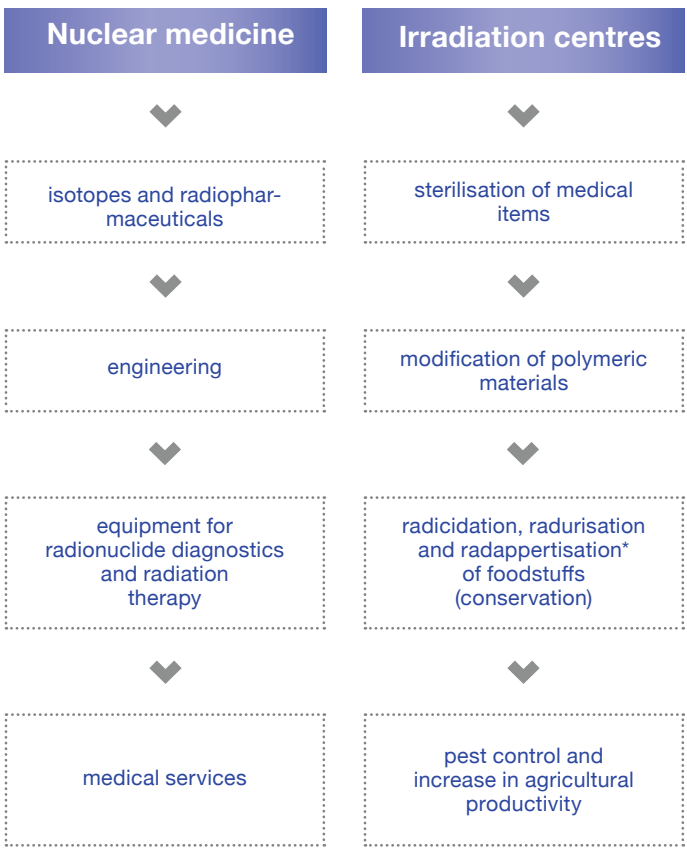 Nuclear medicine
isotopes and radiophar-
maceuticals
engineering
equipment for
radionuclide diagnostics
and radiation
therapy
medical services
Irradiation centres
sterilisation of medical
items
modification of polymeric
materials
radicidation, radurisation
and radappertisation*
of foodstuffs
(conservation)
pest control and
increase in agricultural
productivity